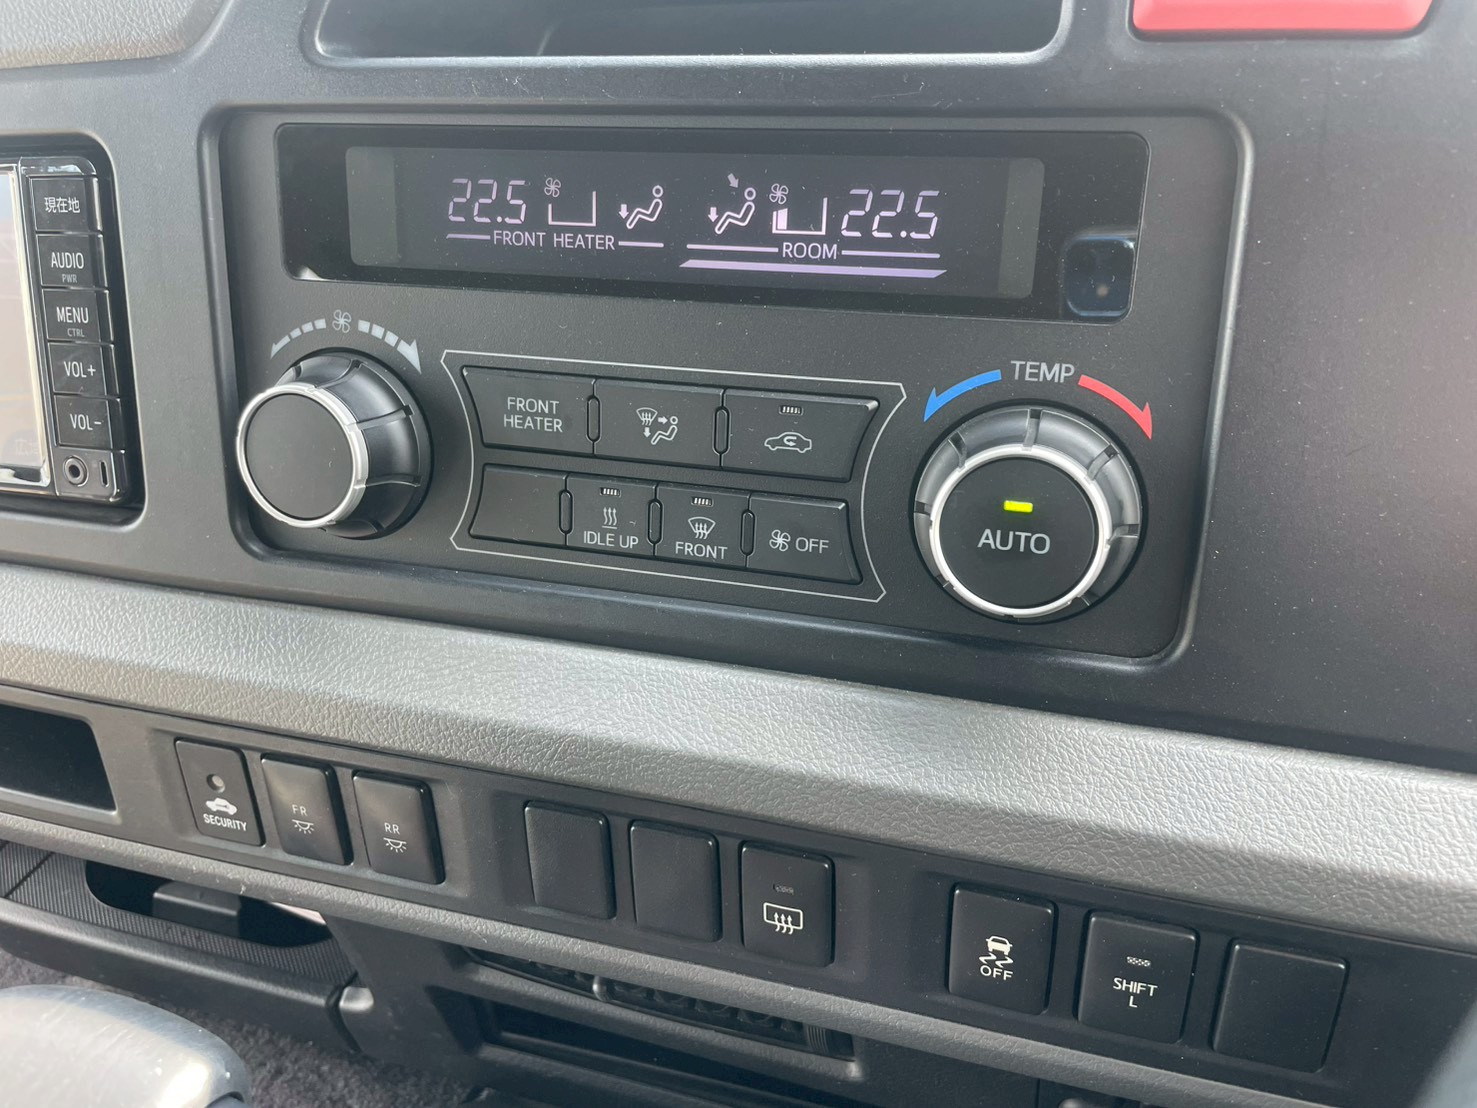 現在地
AUDIO
PWR
MENU
CTRL
VOL+
VOL-
22.5
FRONT HEATER
22.5
ROOM
FRONT
HEATER
IDLE UP
FRONT
OFF
TEMP
AUTO
SECURITY
FR
RR
OFF
SHIFT
L